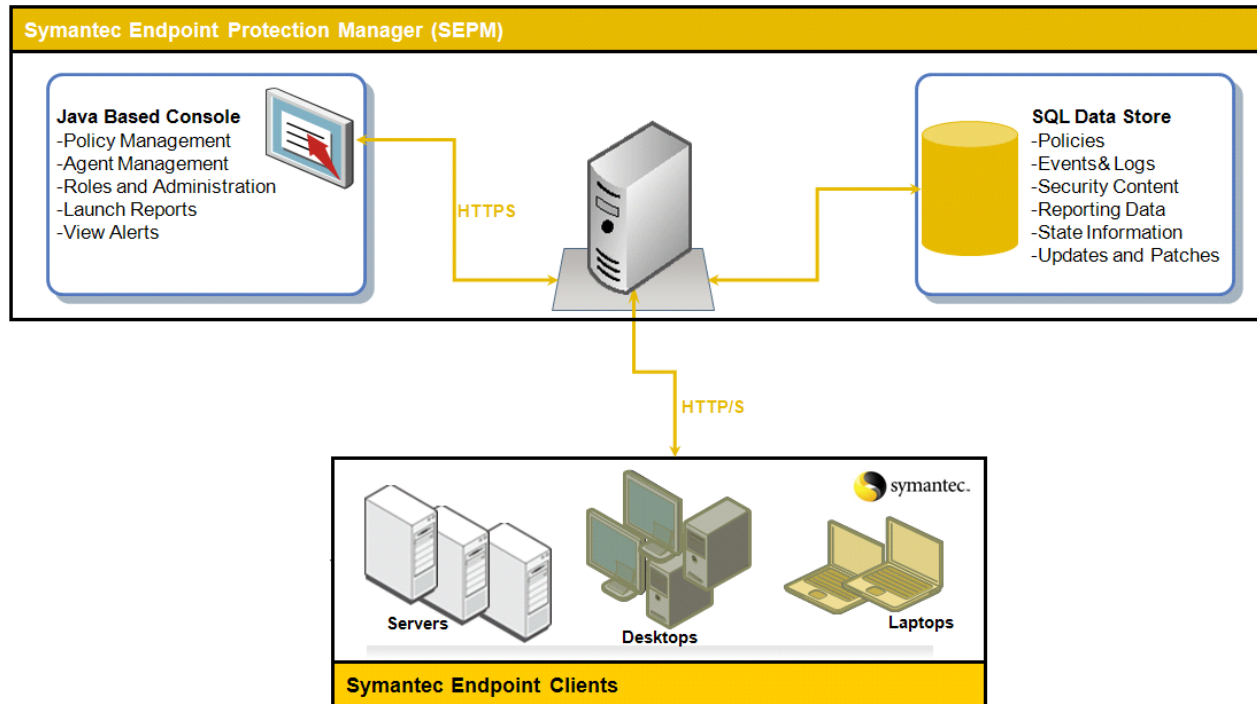 Symantec Endpoint Protection Manager (SEPM)
Java Based Console
-Policy Management
-Agent Management
-Roles and Administration
-Launch Reports
-View Alerts
HTTPS
SQL Data Store
-Policies
-Events& Logs
-Security Content
-Reporting Data
-State Information
-Updates and Patches
HTTP/S
symantec.
Servers
Desktops
Laptops
Symantec Endpoint Clients